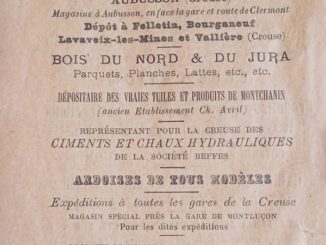 AUBUSSON (Creuse)
Magasins à Aubusson, en face la gare et route de Clermont
Dépôt à Felletin, Bourganeuf
Lavaveix-les-Mines et Vallière (Creuse)
BOIS DU NORD & DU JURA
Parquets, Planches, Lattes, etc., etc.
DÉPOSITAIRE DES VRAIES TUILES ET PRODUITS DE MONTCHANIN
(ancien Etablissement Ch. Avril)
REPRÉSENTANT POUR LA CREUSE DES
CIMENTS ET CHAUX HYDRAULIQUES
DE LA SOCIÉTÉ BEFFES
ARDOISES DE TOUS MODÈLES
Expéditions à toutes les gares de la Creuse
MAGASIN SPÉCIAL PRÈS LA GARE DE MONTLUÇON
Pour les dites expéditions